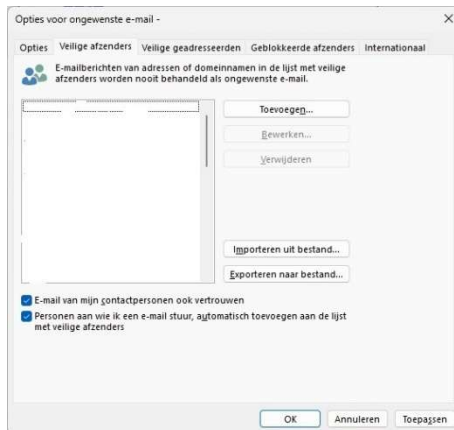 Opties voor ongewenste e-mail -
Opties Veilige afzenders Veilige geadresseerden Geblokkeerde afzenders Internationaal
E-mailberichten van adressen of domeinnamen in de lijst met veilige
afzenders worden nooit behandeld als ongewenste e-mail.
Toevoegen...
Bewerken...
Verwijderen
Importeren uit bestand...
Exporteren naar bestand...
E-mail van mijn contactpersonen ook vertrouwen
Personen aan wie ik een e-mail stuur, automatisch toevoegen aan de lijst
met veilige afzenders
OK Annuleren Toepassen